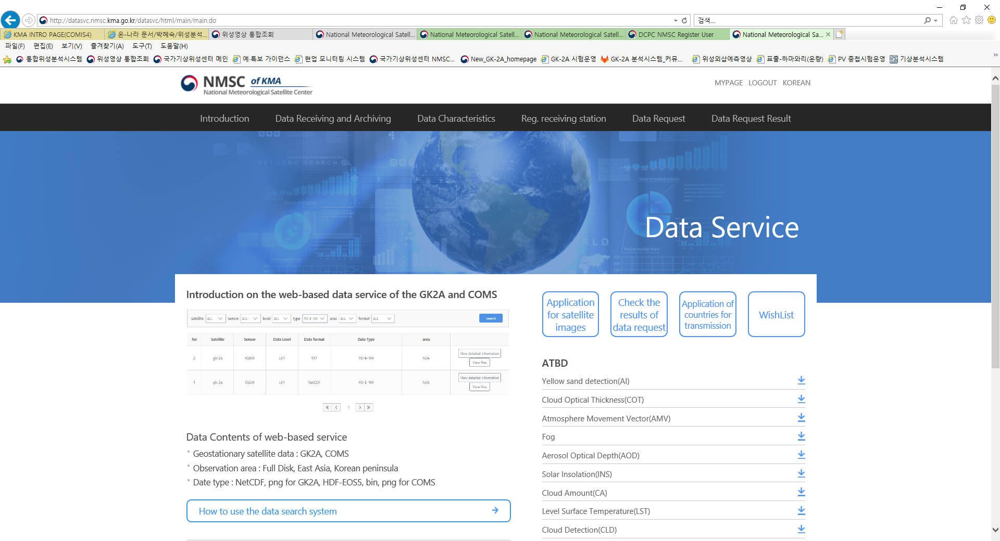 http://datasvc.nmsc.kma.go.kr/datasvc/html/main/main.do
검색...
KMA INTRO PAGE(COMIS4)
온-나라 문서/박혜숙/위성분석...
위성영상 통합조회
National Meteorological Satell...
National Meteorological Satell...
National Meteorological Satell...
DCPC NMSC Register User
National Meteorological Sa...
파일(F) 편집(E) 보기(V) 즐겨찾기(A) 도구(T) 도움말(H)
통합위성분석시스템 위성영상 통합조회 국가기상위성센터 메인 예·특보 가이던스 현업 모니터링 시스템 국가기상위성센터 NMSC... New_GK-2A_homepage GK-2A 시험운영 GK-2A 분석시스템_커뮤... 위성외삽예측영상 표출-하마와리(운량) PV 중첩시험운영 기상분석시스템
NMSC of KMA
National Meteorological Satellite Center
MYPAGE LOGOUT KOREAN
Introduction Data Receiving and Archiving Data Characteristics Reg. receiving station Data Request Data Request Result
NETWORK SEARCH
Share of market activity
25%
Data Service
Passive market share
Passive market share
Introduction on the web-based data service of the GK2A and COMS
satellite ALL sensor ALL level ALL type PD-E-1M area ALL format ALL search
No Satellite Sensor Data Level Data format Data Type area
2 gk-2a KSEM LV1 TXT PD-E-1M N/A View detailed information
View files
1 gk-2a KSEM LV1 NetCDF PD-E-1M N/A View detailed information
View files
« ‹ 1 › »
Data Contents of web-based service
Geostationary satellite data : GK2A, COMS
Observation area : Full Disk, East Asia, Korean peninsula
Date type : NetCDF, png for GK2A, HDF-EOS5, bin, png for COMS
How to use the data search system
Application
for satellite
images
Check the
results of
data request
Application of
countries for
transmission
WishList
ATBD
Yellow sand detection(AI)
Cloud Optical Thickness(COT)
Atmosphere Movement Vector(AMV)
Fog
Aerosol Optical Depth(AOD)
Solar Insolation(INS)
Cloud Amount(CA)
Level Surface Temperature(LST)
Cloud Detection(CLD)